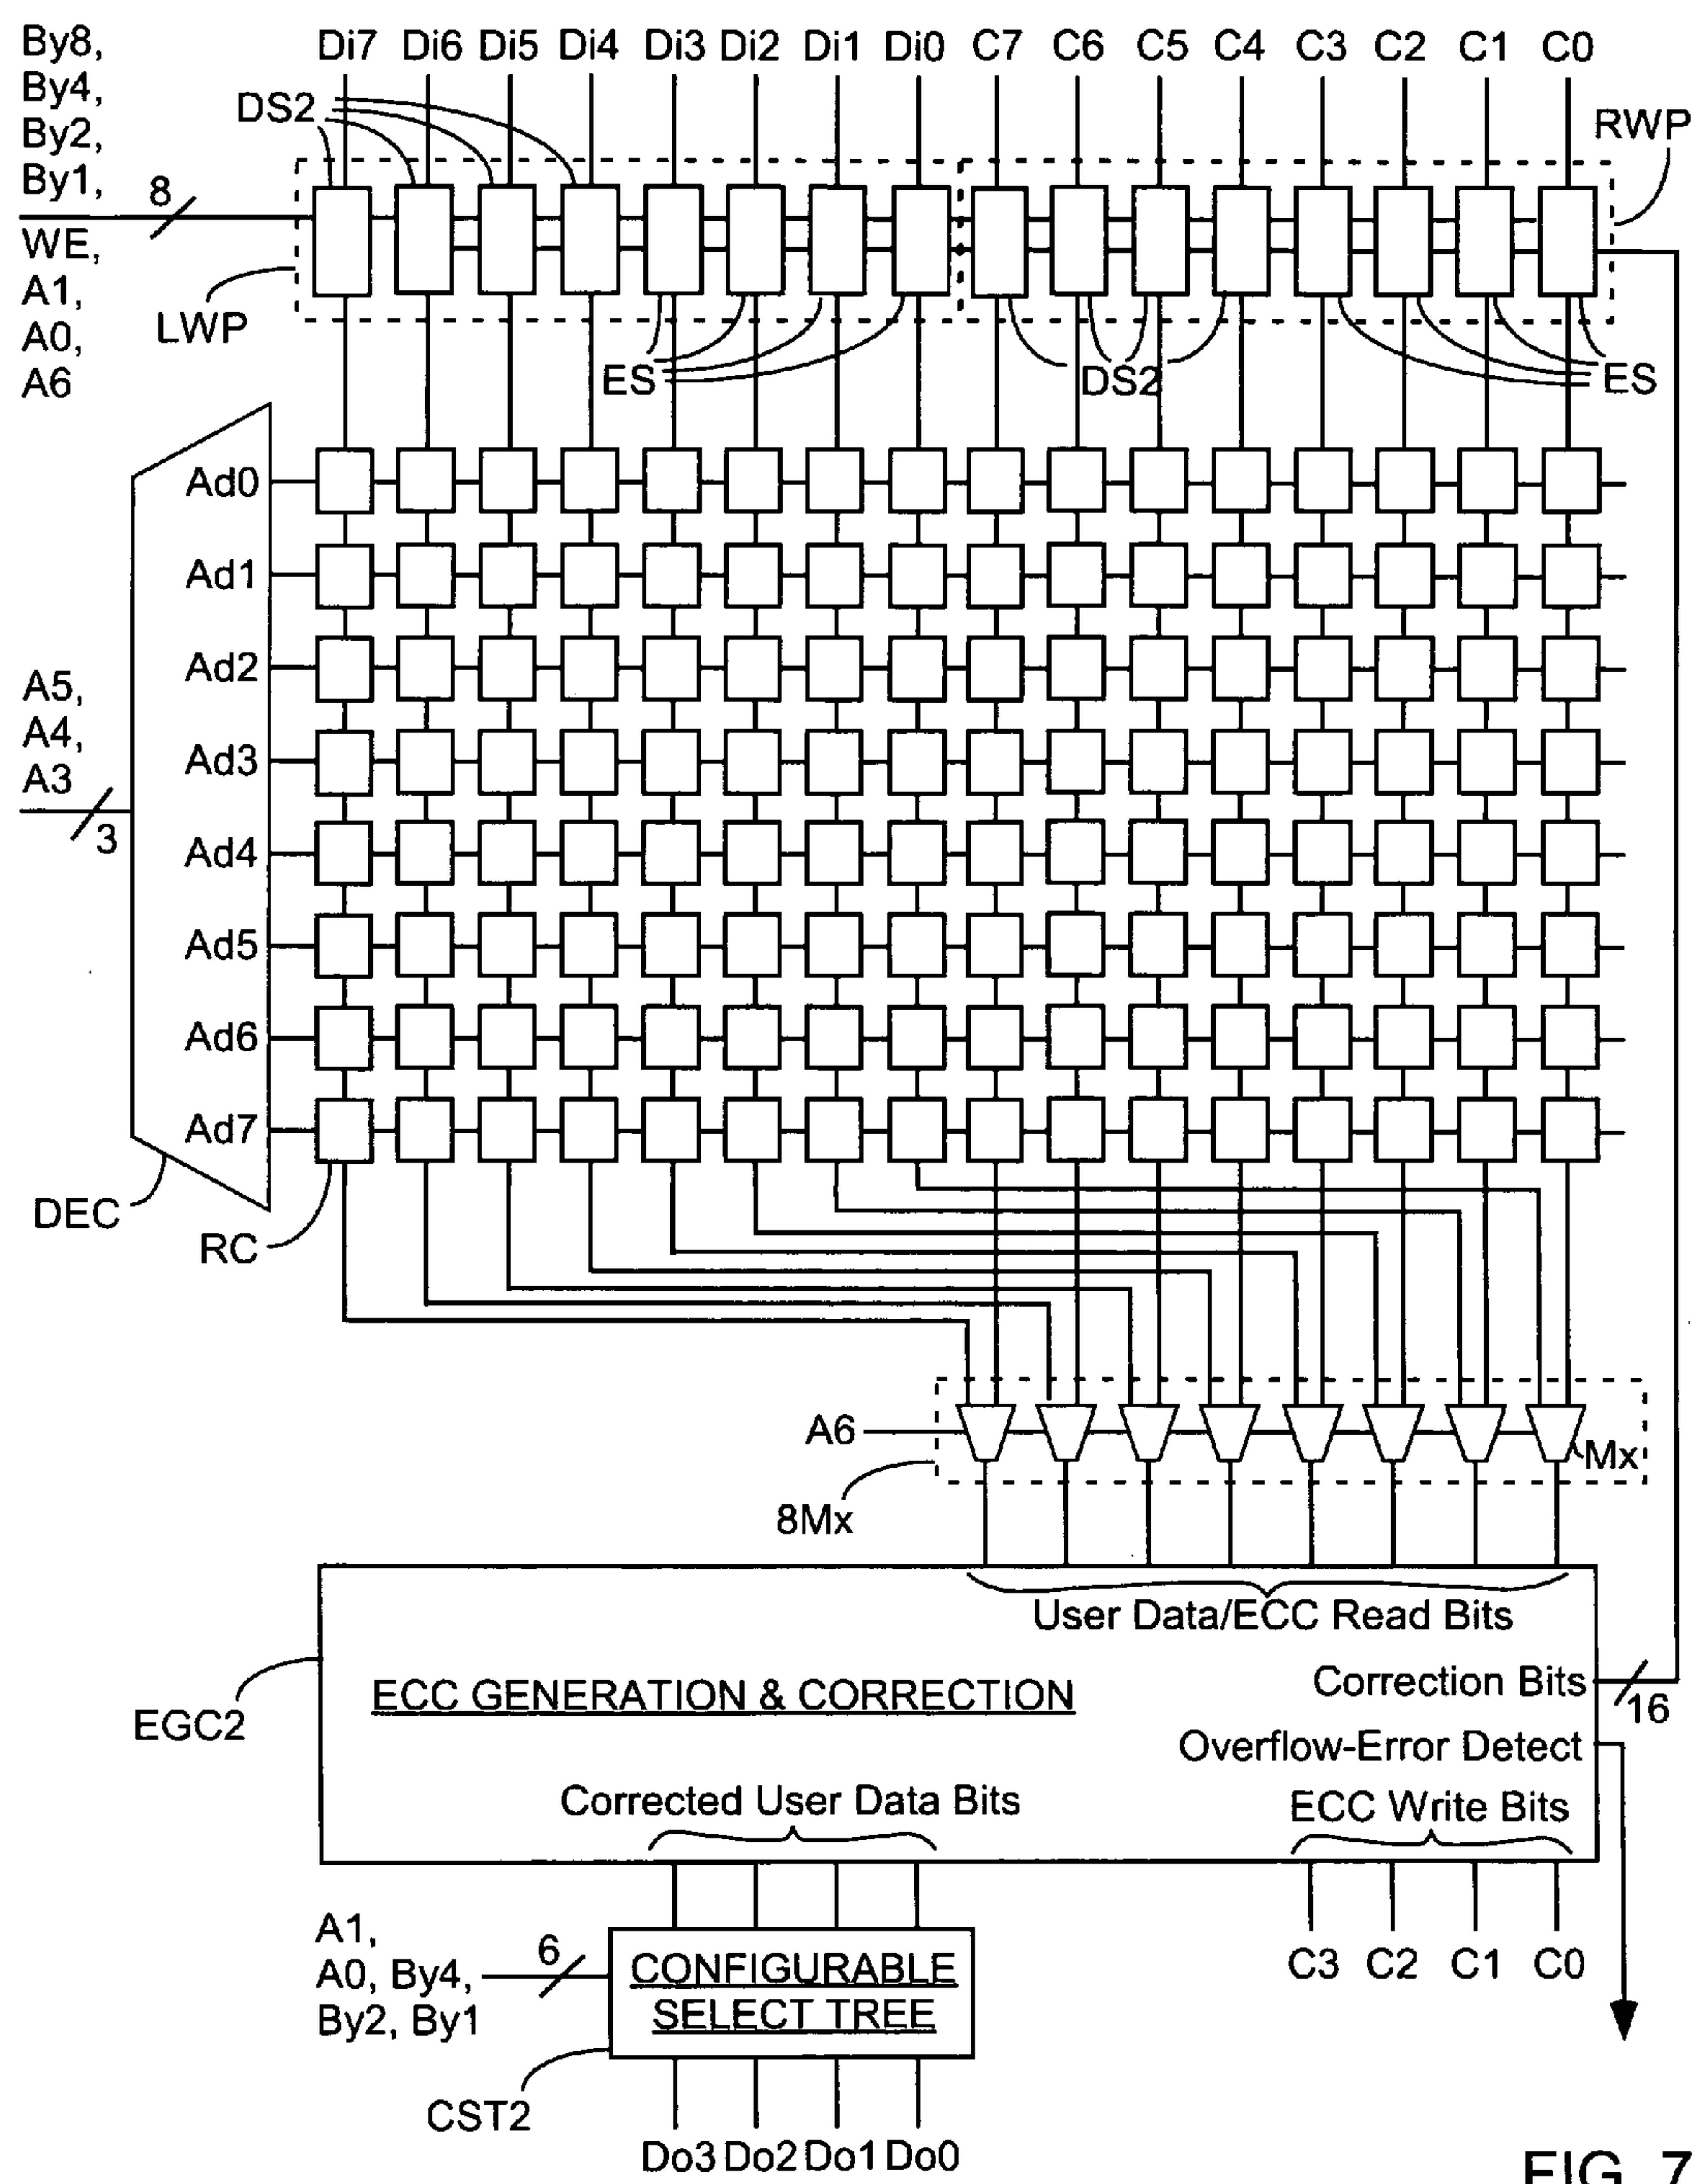 By8,
By4,
By2,
By1,
8
WE,
A1,
A0,
A6
Di7 Di6 Di5 Di4 Di3 Di2 Di1 Di0 C7 C6 C5 C4 C3 C2 C1 C0
DS2
RWP
LWP
ES
DS2
ES
Ad0
Ad1
Ad2
Ad3
Ad4
Ad5
Ad6
Ad7
A5,
A4,
A3
3
DEC
RC
A6
Mx
8Mx
User Data/ECC Read Bits
ECC GENERATION & CORRECTION
Correction Bits
16
EGC2
Overflow-Error Detect
Corrected User Data Bits
ECC Write Bits
A1,
A0, By4,
By2, By1
6
CONFIGURABLE
SELECT TREE
C3 C2 C1 C0
CST2
Do3 Do2 Do1 Do0
FIG. 7